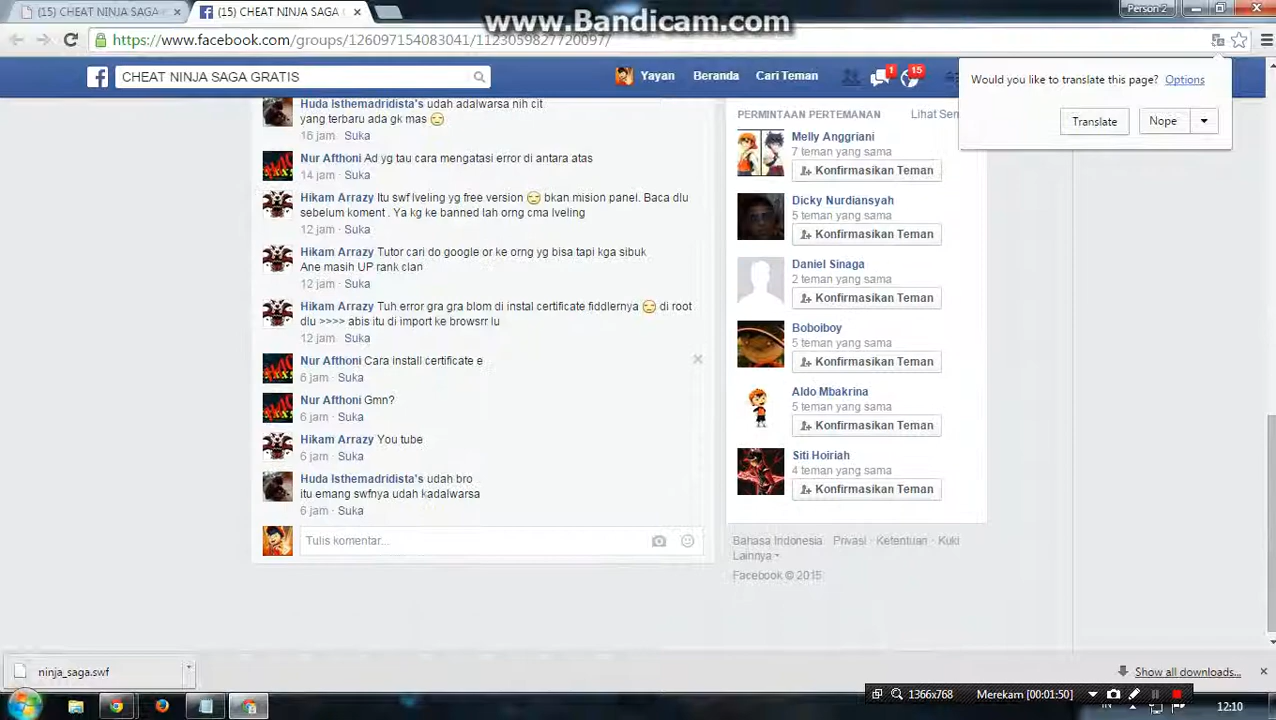 (15) CHEAT NINJA SAGA
(15) CHEAT NINJA SAGA G
www.Bandicam.com
Person 2
https://www.facebook.com/groups/126097154083041/1123059827720097/
CHEAT NINJA SAGA GRATIS
Yayan
Beranda
Cari Teman
1
15
Would you like to translate this page? Options
Translate
Nope
Huda Isthemadridista's udah adalwarsa nih cit
yang terbaru ada gk mas
16 jam · Suka
Nur Afthoni Ad yg tau cara mengatasi error di antara atas
14 jam · Suka
Hikam Arrazy Itu swf lveling yg free version bkan mision panel. Baca dlu
sebelum koment . Ya kg ke banned lah orng cma lveling
12 jam · Suka
Hikam Arrazy Tutor cari do google or ke orng yg bisa tapi kga sibuk
Ane masih UP rank clan
12 jam · Suka
Hikam Arrazy Tuh error gra gra blom di instal certificate fiddlernya di root
dlu >>>> abis itu di import ke browsrr lu
12 jam · Suka
Nur Afthoni Cara install certificate e
6 jam · Suka
Nur Afthoni Gmn?
6 jam · Suka
Hikam Arrazy You tube
6 jam · Suka
Huda Isthemadridista's udah bro
itu emang swfnya udah kadalwarsa
6 jam · Suka
Tulis komentar...
PERMINTAAN PERTEMANAN
Lihat Sem
Melly Anggriani
7 teman yang sama
Konfirmasikan Teman
Dicky Nurdiansyah
5 teman yang sama
Konfirmasikan Teman
Daniel Sinaga
2 teman yang sama
Konfirmasikan Teman
Boboiboy
5 teman yang sama
Konfirmasikan Teman
Aldo Mbakrina
5 teman yang sama
Konfirmasikan Teman
Siti Hoiriah
4 teman yang sama
Konfirmasikan Teman
Bahasa Indonesia · Privasi · Ketentuan · Kuki
Lainnya
Facebook © 2015
ninja_saga.swf
Show all downloads...
1366x768
Merekam (00:01:50)
IN
12:10